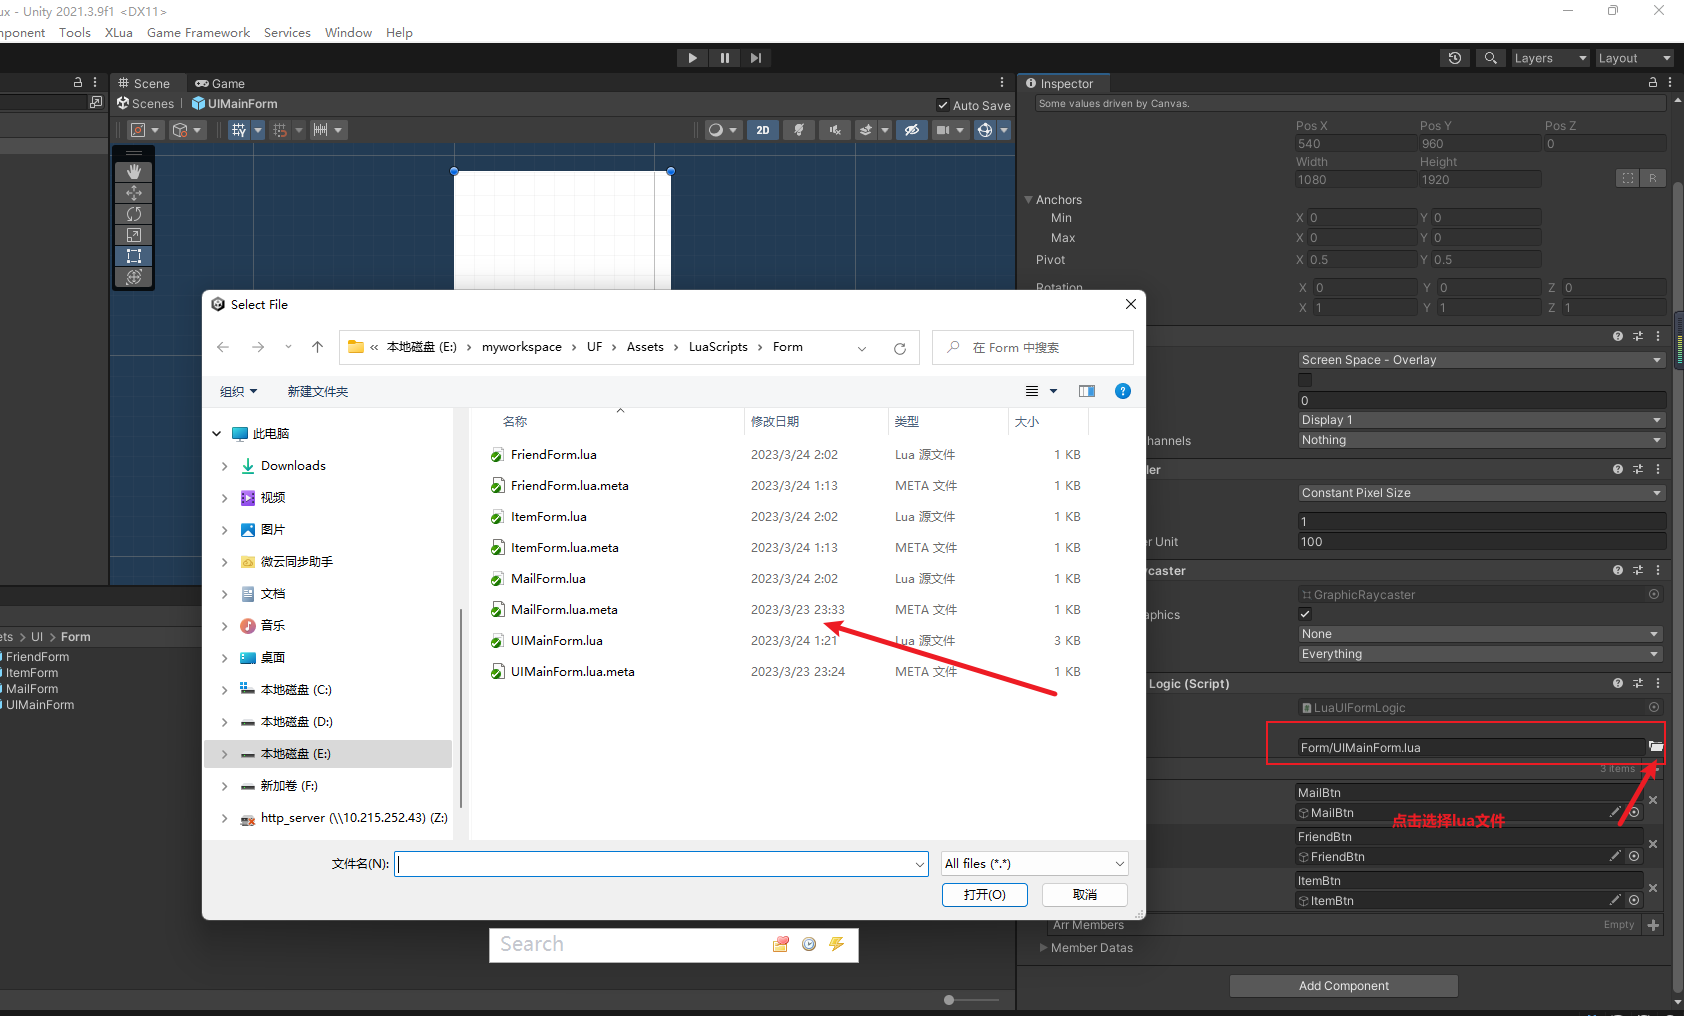 ux - Unity 2021.3.9f1 <DX11>
nponent Tools XLua Game Framework Services Window Help
Layers Layout
Scene Game Inspector
Scenes UIMainForm Auto Save
Some values driven by Canvas.
2D
Pos X Pos Y Pos Z
540 960 0
Width Height
1080 1920
R
Anchors
Min X 0 Y 0
Max X 0 Y 0
Pivot X 0.5 Y 0.5
Rotation X 0 Y 0 Z 0
X 1 Y 1 Z 1
Screen Space - Overlay
0
Display 1
hannels Nothing
ler
Constant Pixel Size
1
er Unit 100
ycaster
GraphicRaycaster
aphics
None
Everything
Logic (Script)
LuaUIFormLogic
Form/UIMainForm.lua
3 items
MailBtn
MailBtn
点击选择lua文件
FriendBtn
FriendBtn
ItemBtn
ItemBtn
Arr Members Empty
Member Datas
Add Component
Select File
« 本地磁盘 (E:) › myworkspace › UF › Assets › LuaScripts › Form
在 Form 中搜索
组织 新建文件夹
名称 修改日期 类型 大小
此电脑
Downloads
视频
图片
微云同步助手
文档
音乐
桌面
本地磁盘 (C:)
本地磁盘 (D:)
本地磁盘 (E:)
新加卷 (F:)
http_server (\\10.215.252.43) (Z:)
FriendForm.lua 2023/3/24 2:02 Lua 源文件 1 KB
FriendForm.lua.meta 2023/3/24 1:13 META 文件 1 KB
ItemForm.lua 2023/3/24 2:02 Lua 源文件 1 KB
ItemForm.lua.meta 2023/3/24 1:13 META 文件 1 KB
MailForm.lua 2023/3/24 2:02 Lua 源文件 1 KB
MailForm.lua.meta 2023/3/23 23:33 META 文件 1 KB
UIMainForm.lua 2023/3/24 1:21 Lua 源文件 3 KB
UIMainForm.lua.meta 2023/3/23 23:24 META 文件 1 KB
文件名(N): All files (*.*)
打开(O) 取消
ets > UI > Form
FriendForm
ItemForm
MailForm
UIMainForm
Search